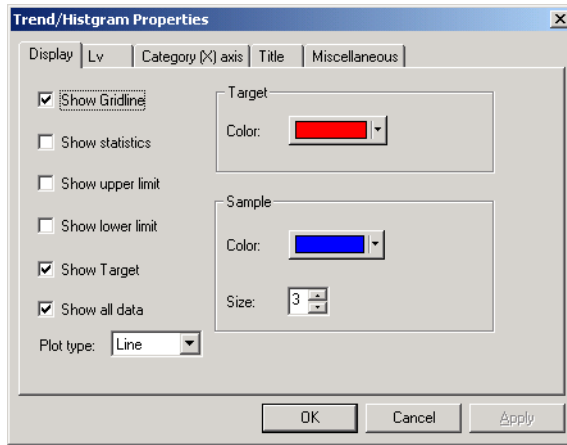 Trend/Histgram Properties
Display
Lv
Category (X) axis
Title
Miscellaneous
Show Gridline
Show statistics
Show upper limit
Show lower limit
Show Target
Show all data
Plot type: Line
Target
Color:
Sample
Color:
Size: 3
OK
Cancel
Apply